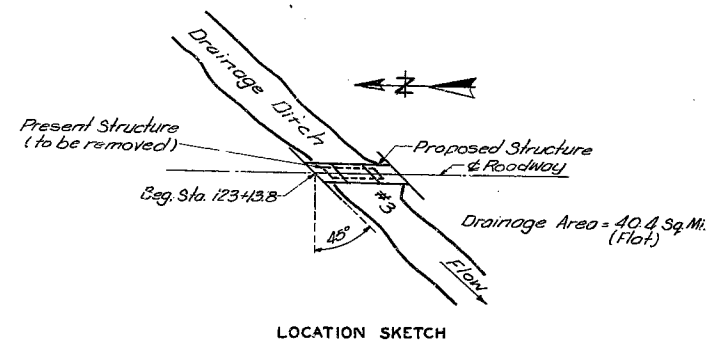 Drainage Ditch
N
Present Structure
(to be removed)
Proposed Structure
℄ Roadway
Beg. Sta. 123+13.8
#3
Drainage Area = 40.4 Sq. Mi.
(Flat)
45°
Flow
LOCATION SKETCH